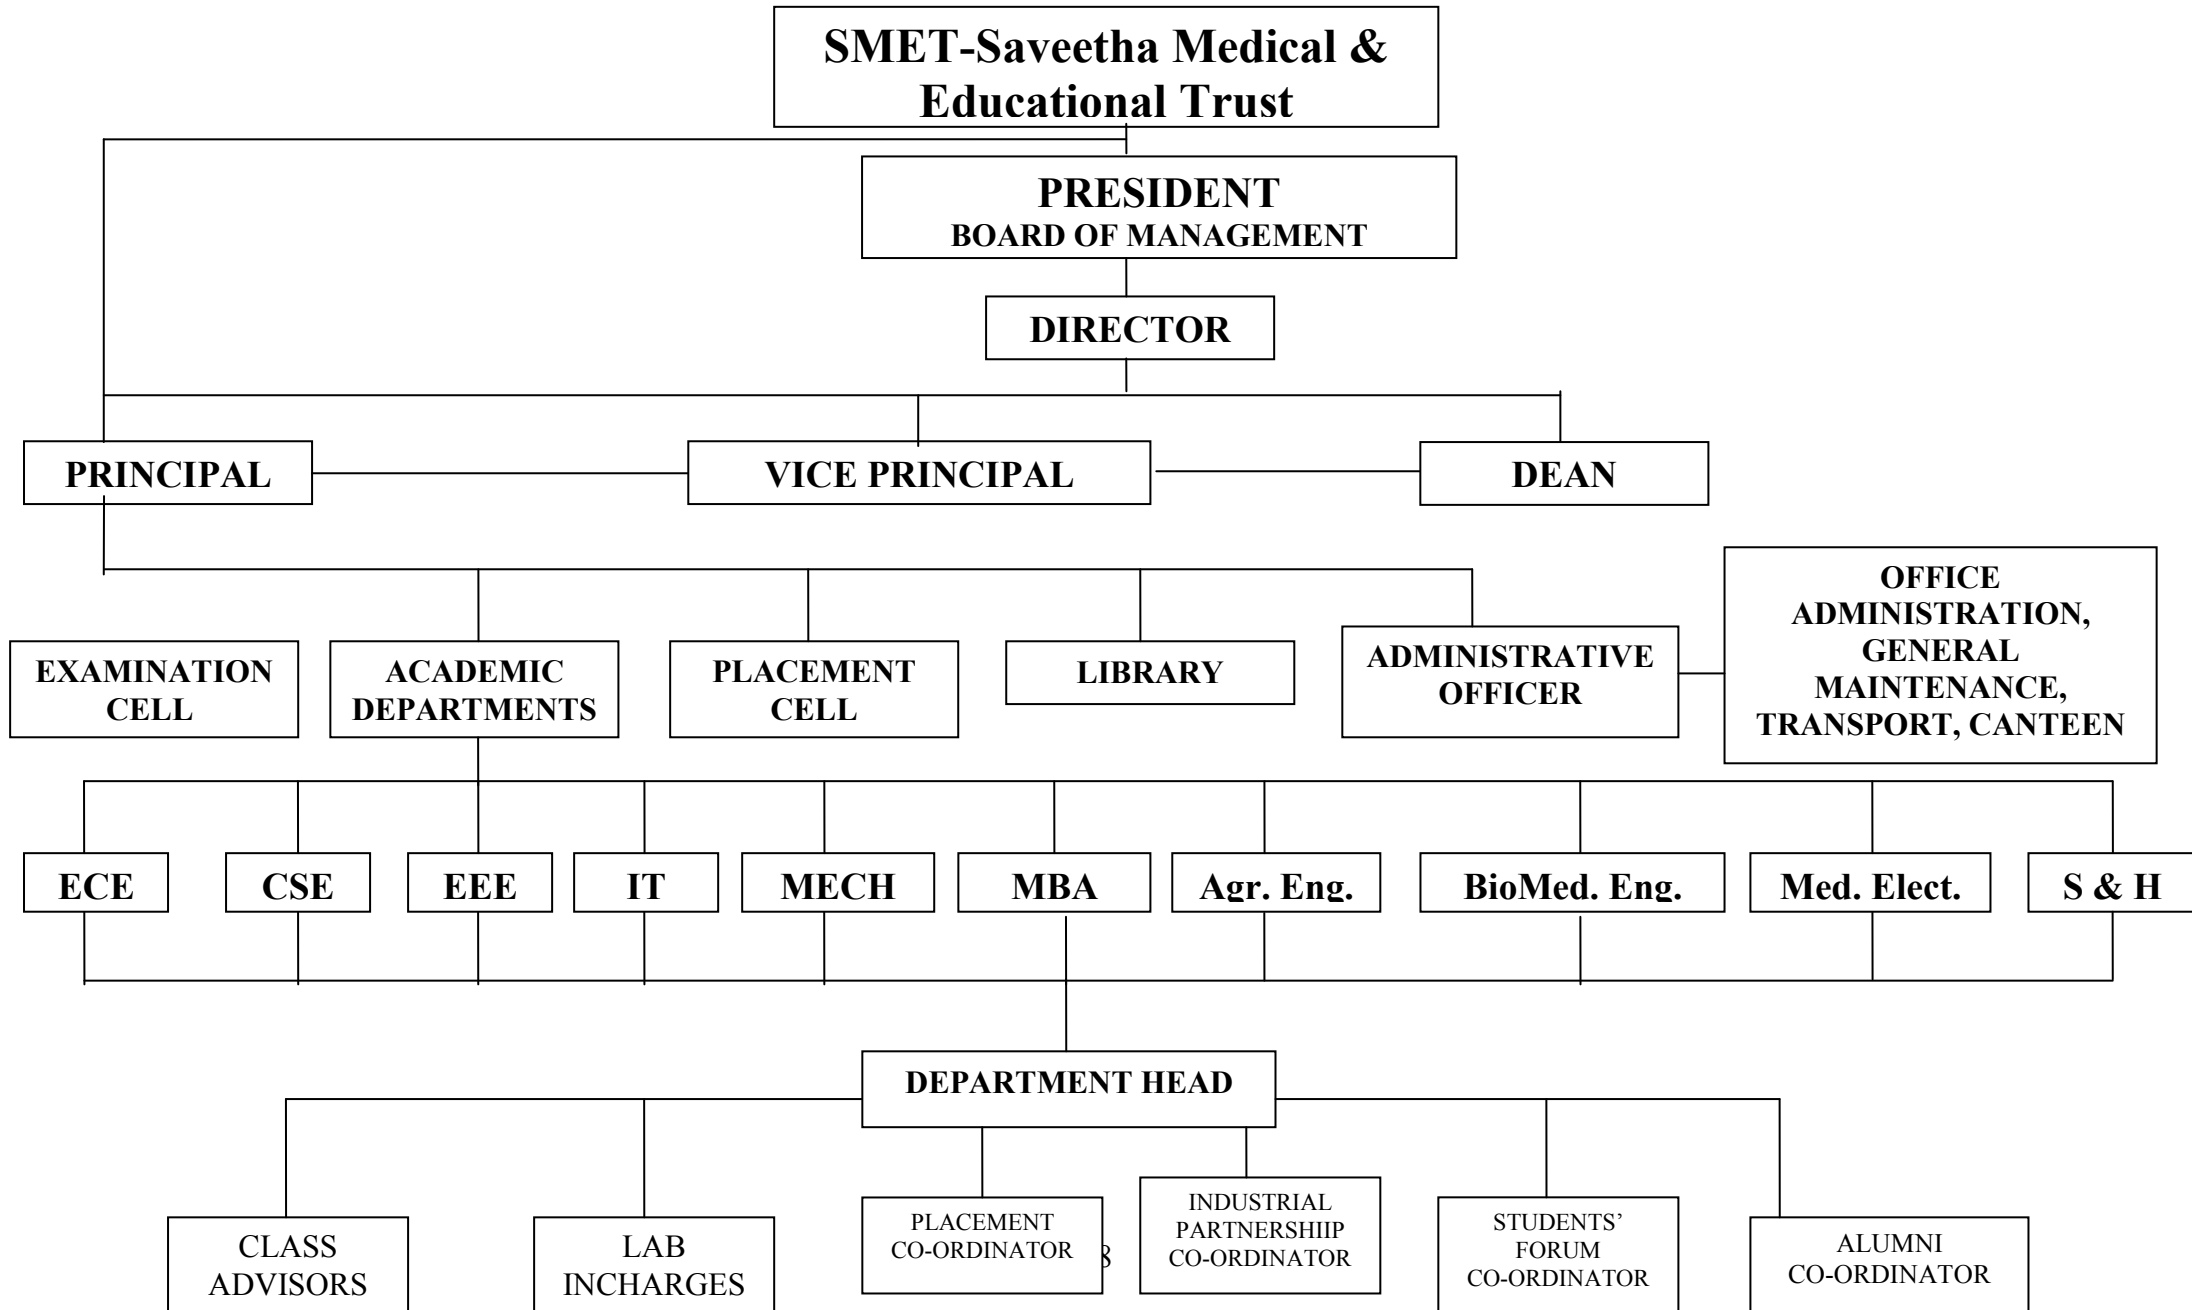 SMET-Saveetha Medical &
Educational Trust
PRESIDENT
BOARD OF MANAGEMENT
DIRECTOR
PRINCIPAL
VICE PRINCIPAL
DEAN
EXAMINATION
CELL
ACADEMIC
DEPARTMENTS
PLACEMENT
CELL
LIBRARY
ADMINISTRATIVE
OFFICER
OFFICE
ADMINISTRATION,
GENERAL
MAINTENANCE,
TRANSPORT, CANTEEN
ECE
CSE
EEE
IT
MECH
MBA
Agr. Eng.
BioMed. Eng.
Med. Elect.
S & H
DEPARTMENT HEAD
CLASS
ADVISORS
LAB
INCHARGES
PLACEMENT
CO-ORDINATOR
8
INDUSTRIAL
PARTNERSHIIP
CO-ORDINATOR
STUDENTS’
FORUM
CO-ORDINATOR
ALUMNI
CO-ORDINATOR